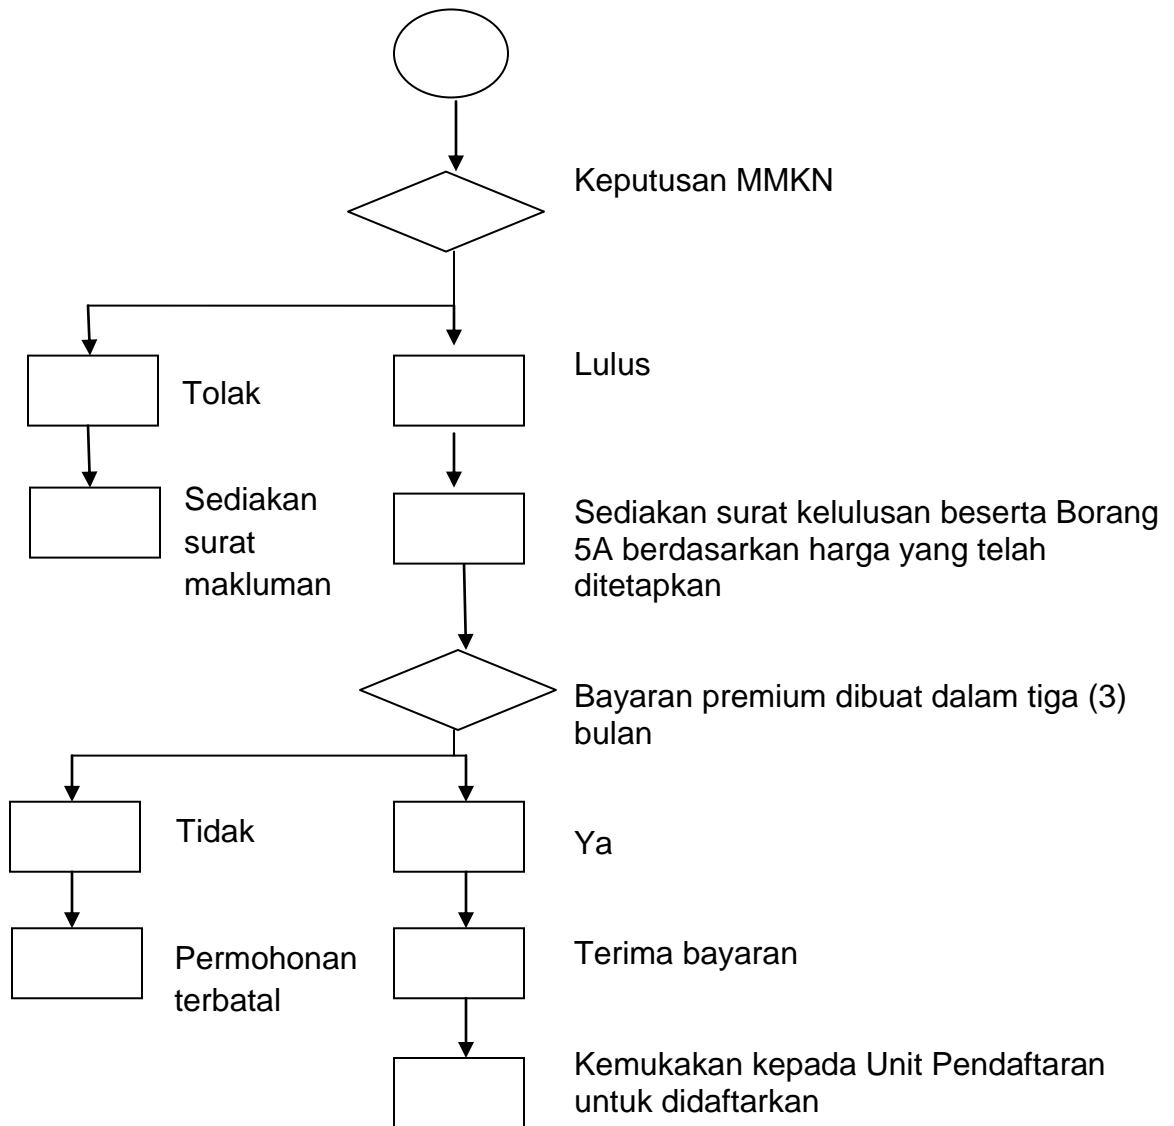 Keputusan MMKN
Lulus
Tolak
Sediakan
surat
makluman
Sediakan surat kelulusan beserta Borang
5A berdasarkan harga yang telah
ditetapkan
Bayaran premium dibuat dalam tiga (3)
bulan
Tidak
Ya
Permohonan
terbatal
Terima bayaran
Kemukakan kepada Unit Pendaftaran
untuk didaftarkan